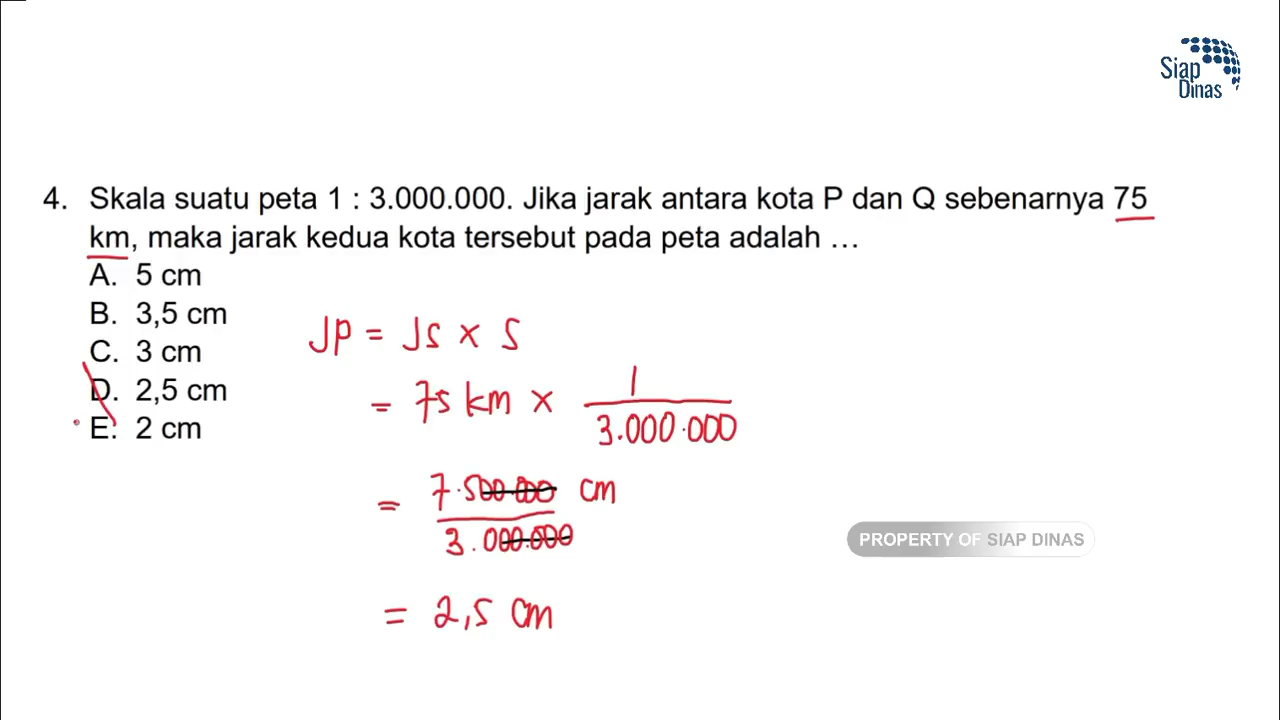 Siap
Dinas
4. Skala suatu peta 1 : 3.000.000. Jika jarak antara kota P dan Q sebenarnya 75
km, maka jarak kedua kota tersebut pada peta adalah …
A. 5 cm
B. 3,5 cm
C. 3 cm
D. 2,5 cm
E. 2 cm
JP = JS × S
= 75 km × 1
3.000.000
= 7.500.000 cm
3.000.000
= 2,5 cm
PROPERTY OF SIAP DINAS